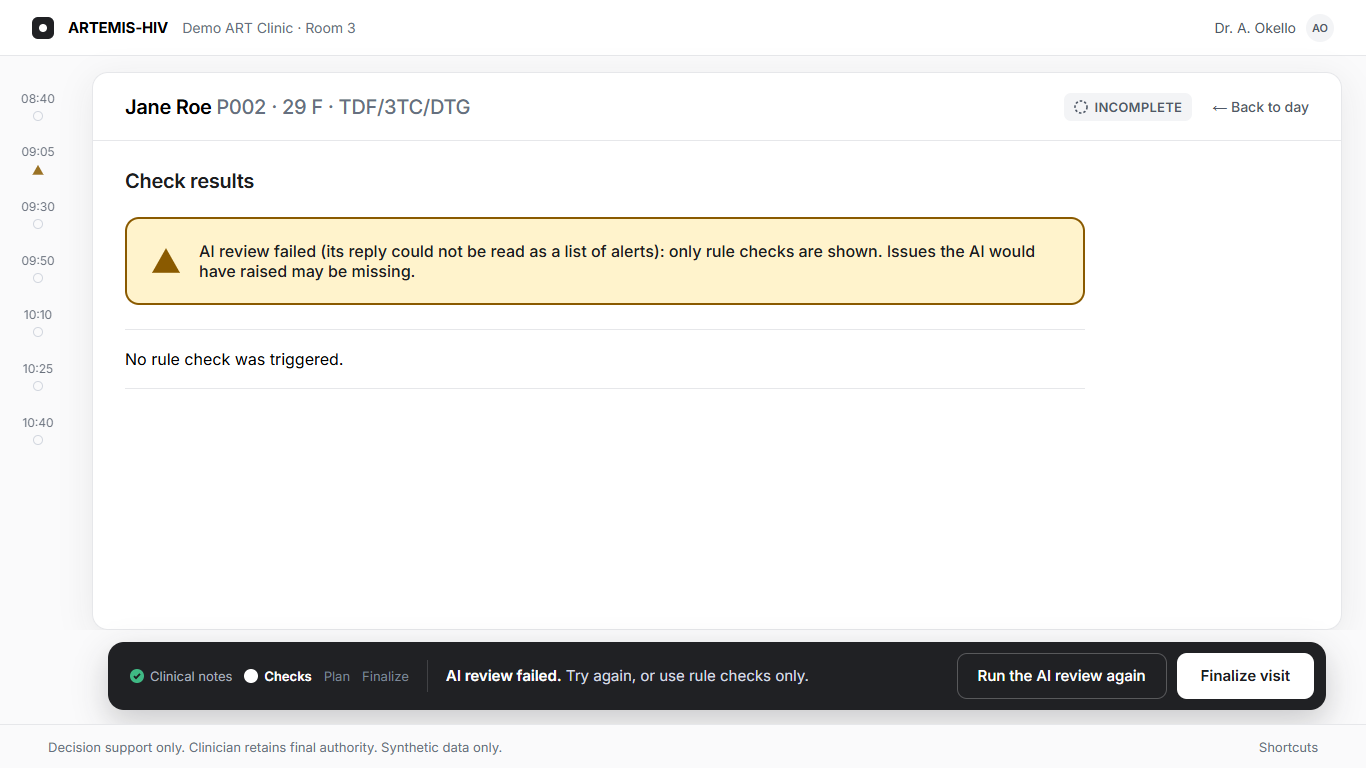 ARTEMIS-HIV Demo ART Clinic · Room 3
Dr. A. Okello AO
08:40
09:05
09:30
09:50
10:10
10:25
10:40
Jane Roe P002 · 29 F · TDF/3TC/DTG
INCOMPLETE
← Back to day
Check results
AI review failed (its reply could not be read as a list of alerts): only rule checks are shown. Issues the AI would
have raised may be missing.
No rule check was triggered.
Clinical notes Checks Plan Finalize
AI review failed. Try again, or use rule checks only.
Run the AI review again
Finalize visit
Decision support only. Clinician retains final authority. Synthetic data only.
Shortcuts